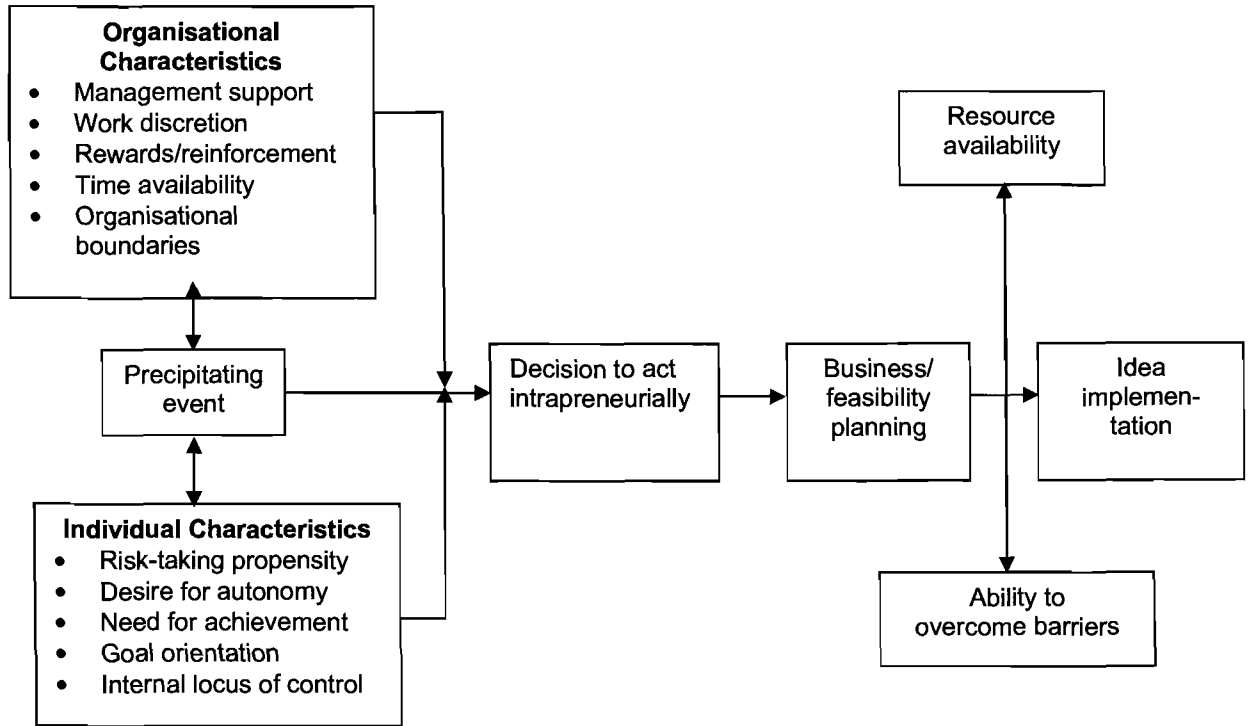 Organisational
Characteristics
• Management support
• Work discretion
• Rewards/reinforcement
• Time availability
• Organisational
boundaries
Precipitating
event
Individual Characteristics
• Risk-taking propensity
• Desire for autonomy
• Need for achievement
• Goal orientation
• Internal locus of control
Decision to act
intrapreneurially
Business/
feasibility
planning
Resource
availability
Idea
implemen-
tation
Ability to
overcome barriers